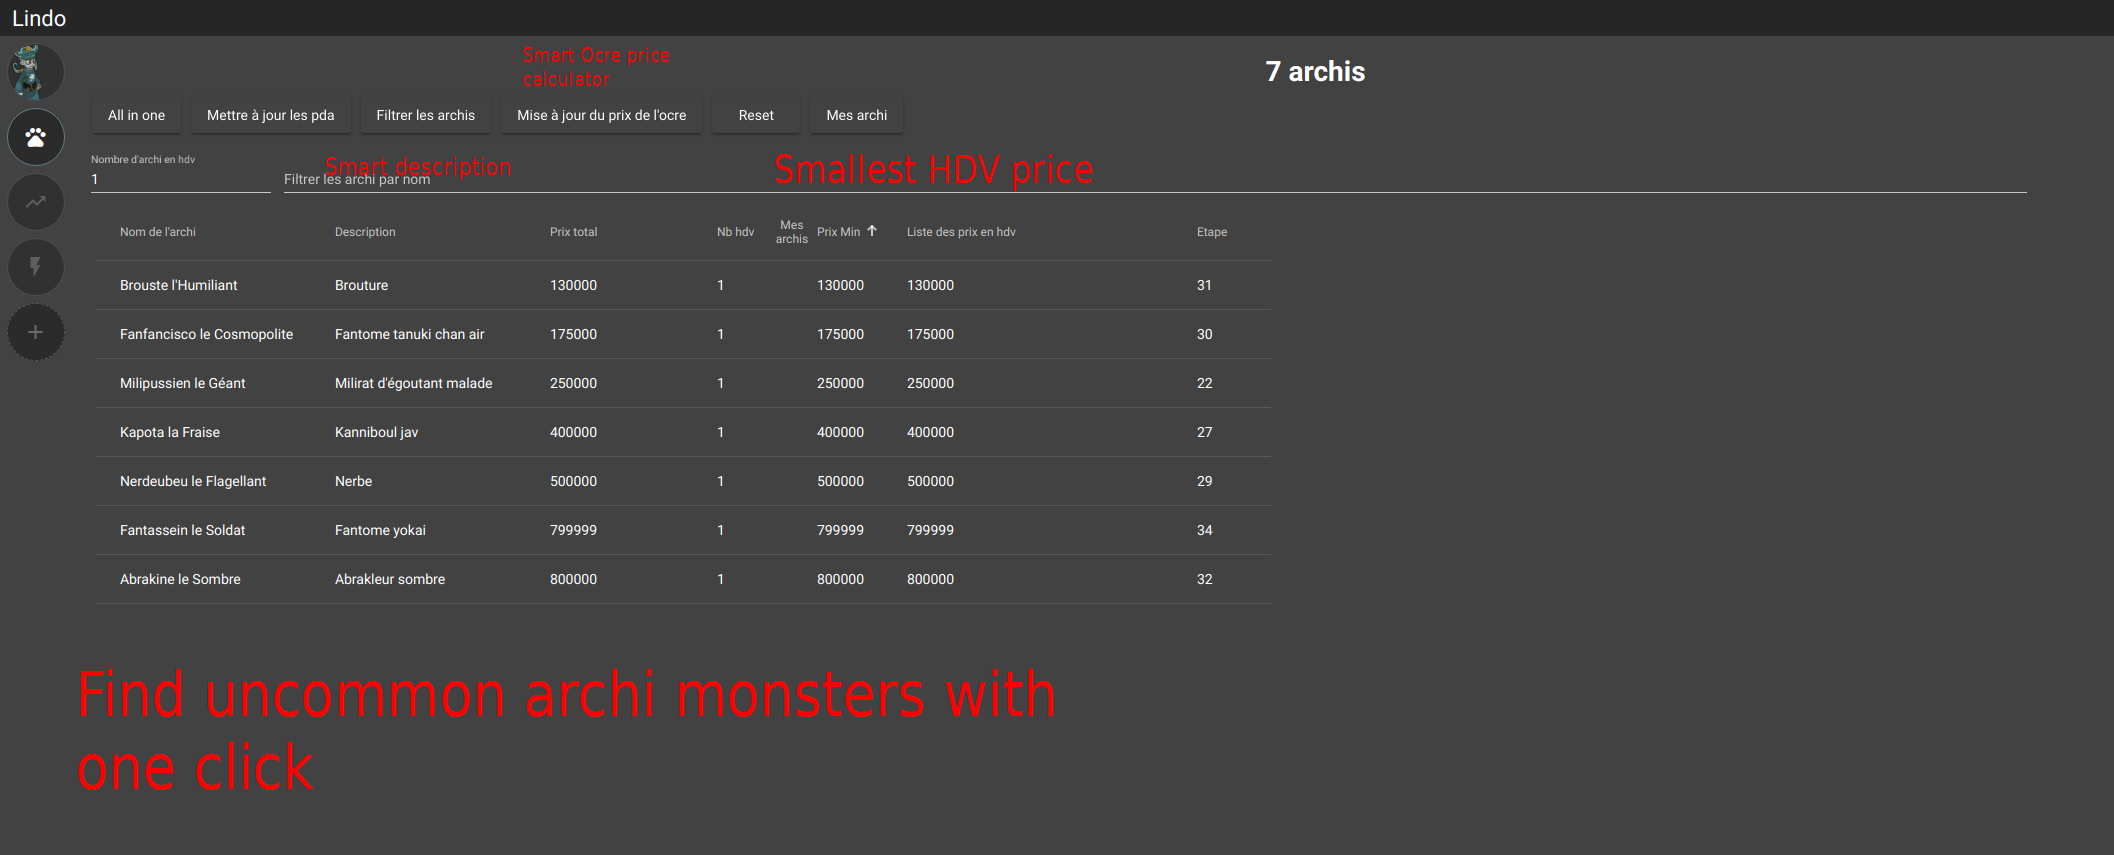 Lindo
Smart Ocre price
calculator
7 archis
All in one Mettre à jour les pda Filtrer les archis Mise à jour du prix de l'ocre Reset Mes archi
Nombre d'archi en hdv
Smart description
Smallest HDV price
1 Filtrer les archi par nom
Nom de l'archi Description Prix total Nb hdv Mes archis Prix Min Liste des prix en hdv Etape
Brouste l'Humiliant Brouture 130000 1 130000 130000 31
Fanfancisco le Cosmopolite Fantome tanuki chan air 175000 1 175000 175000 30
Milipussien le Géant Milirat d'égoutant malade 250000 1 250000 250000 22
Kapota la Fraise Kanniboul jav 400000 1 400000 400000 27
Nerdeubeu le Flagellant Nerbe 500000 1 500000 500000 29
Fantassein le Soldat Fantome yokai 799999 1 799999 799999 34
Abrakine le Sombre Abrakleur sombre 800000 1 800000 800000 32
Find uncommon archi monsters with
one click